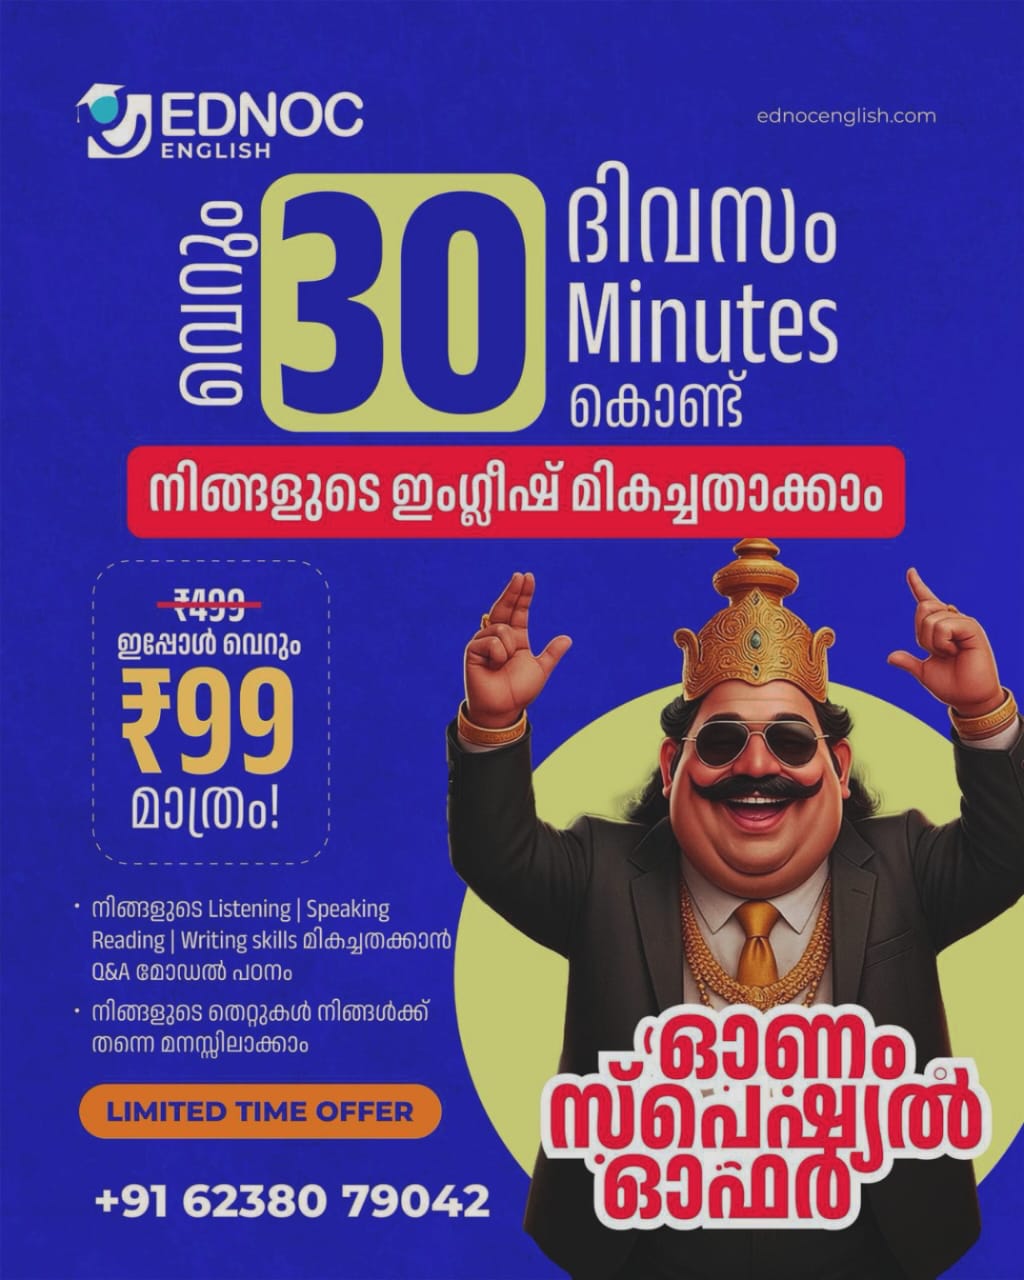 EDNOC
ENGLISH
ednocenglish.com
വെറും
30
ദിവസം
Minutes
കൊണ്ട്
നിങ്ങളുടെ ഇംഗ്ലീഷ് മികച്ചതാക്കാം
₹499
ഇപ്പോൾ വെറും
₹99
മാത്രം!
• നിങ്ങളുടെ Listening | Speaking
Reading | Writing skills മികച്ചതക്കാൻ
Q&A മോഡൽ പഠനം
• നിങ്ങളുടെ തെറ്റുകൾ നിങ്ങൾക്ക്
തന്നെ മനസ്സിലാക്കാം
LIMITED TIME OFFER
+91 62380 79042
ഓണം
സ്പെഷ്യൽ
ഓഫർ